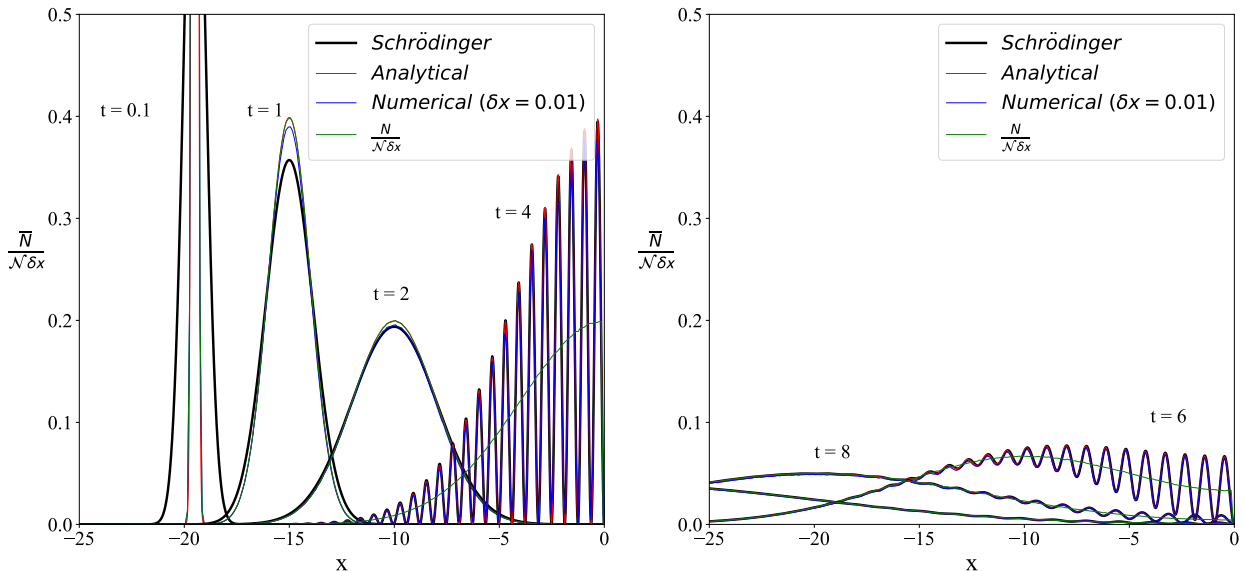 0.5
0.4
0.3
0.2
0.1
0.0
N̅
𝒩δx
−25
−20
−15
−10
−5
0
x
t = 0.1
t = 1
t = 2
t = 4
Schrödinger
Analytical
Numerical (δx = 0.01)
N
𝒩δx
0.5
0.4
0.3
0.2
0.1
0.0
N̅
𝒩δx
−25
−20
−15
−10
−5
0
x
t = 8
t = 6
Schrödinger
Analytical
Numerical (δx = 0.01)
N
𝒩δx